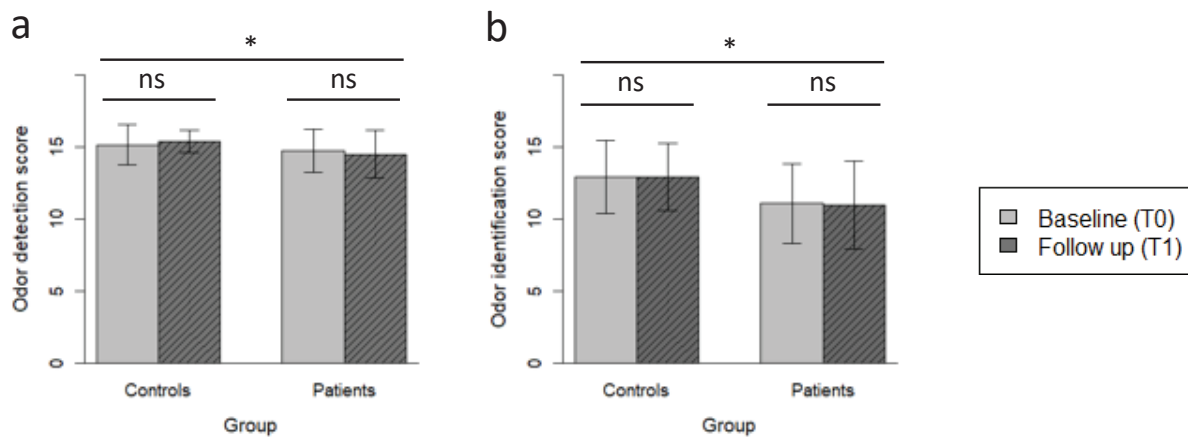 a
*
ns ns
Odor detection score
15
10
5
0
Controls Patients
Group
b
*
ns ns
Odor identification score
15
10
5
0
Controls Patients
Group
Baseline (T0)
Follow up (T1)